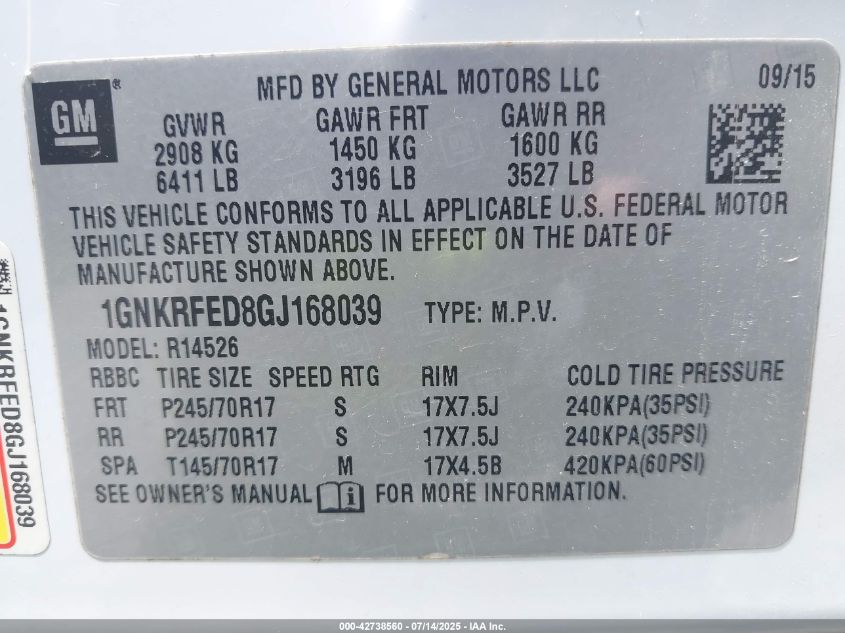 GM ®
MFD BY GENERAL MOTORS LLC 09/15
GVWR GAWR FRT GAWR RR
2908 KG 1450 KG 1600 KG
6411 LB 3196 LB 3527 LB
THIS VEHICLE CONFORMS TO ALL APPLICABLE U.S. FEDERAL MOTOR
VEHICLE SAFETY STANDARDS IN EFFECT ON THE DATE OF
MANUFACTURE SHOWN ABOVE.
1GNKRFED8GJ168039 TYPE: M.P.V.
MODEL: R14526
RBBC TIRE SIZE SPEED RTG RIM COLD TIRE PRESSURE
FRT P245/70R17 S 17X7.5J 240KPA(35PSI)
RR P245/70R17 S 17X7.5J 240KPA(35PSI)
SPA T145/70R17 M 17X4.5B 420KPA(60PSI)
SEE OWNER'S MANUAL i FOR MORE INFORMATION.
1GNKRFED8GJ168039
000-42738560 - 07/14/2025 - IAA Inc.